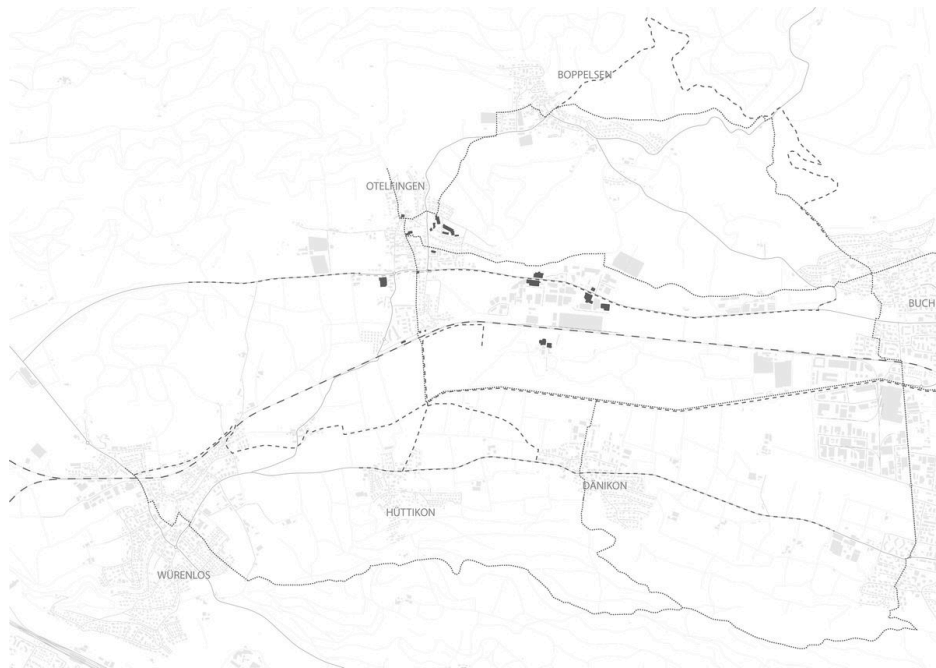 BOPPELSEN
OTELFINGEN
BUCH
DÄNIKON
HÜTTIKON
WÜRENLOS